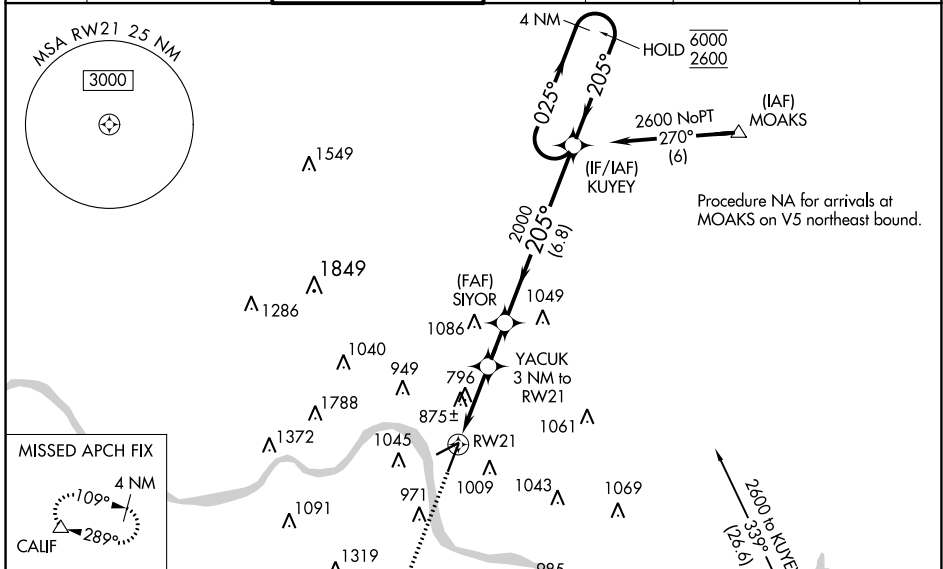 MSA RW21 25 NM
3000
4 NM
HOLD 6000
2600
025°
205°
(IAF)
MOAKS
2600 NoPT
270°
(6)
(IF/IAF)
KUYEY
Procedure NA for arrivals at
MOAKS on V5 northeast bound.
1549
2000
205°
(6.8)
1849
1286
(FAF)
SIYOR
1049
1086
1040
949
YACUK
3 NM to
RW21
796
875±
1788
1061
1372
1045
RW21
1009
1043
1069
971
1091
1319
MISSED APCH FIX
4 NM
109°
289°
CALIF
2600 to KUYEY
339°
(26.6)
985